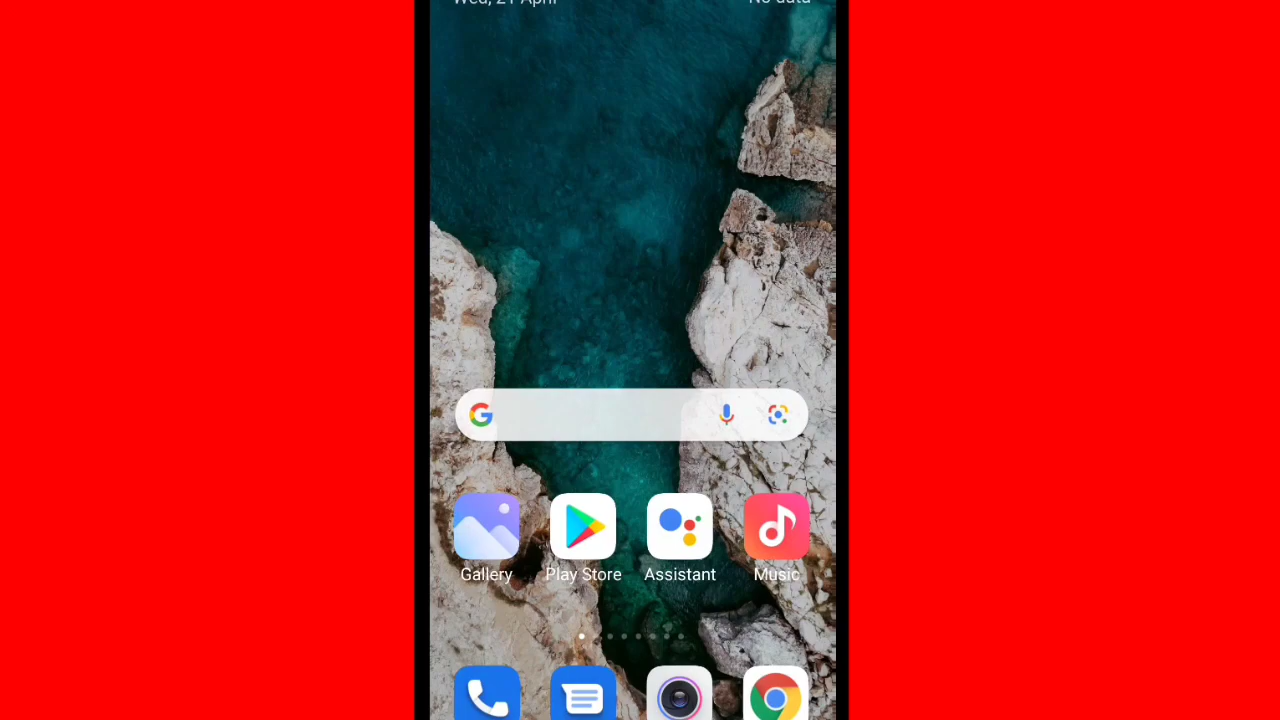 Wed, 21 April
No data
Gallery
Play Store
Assistant
Music